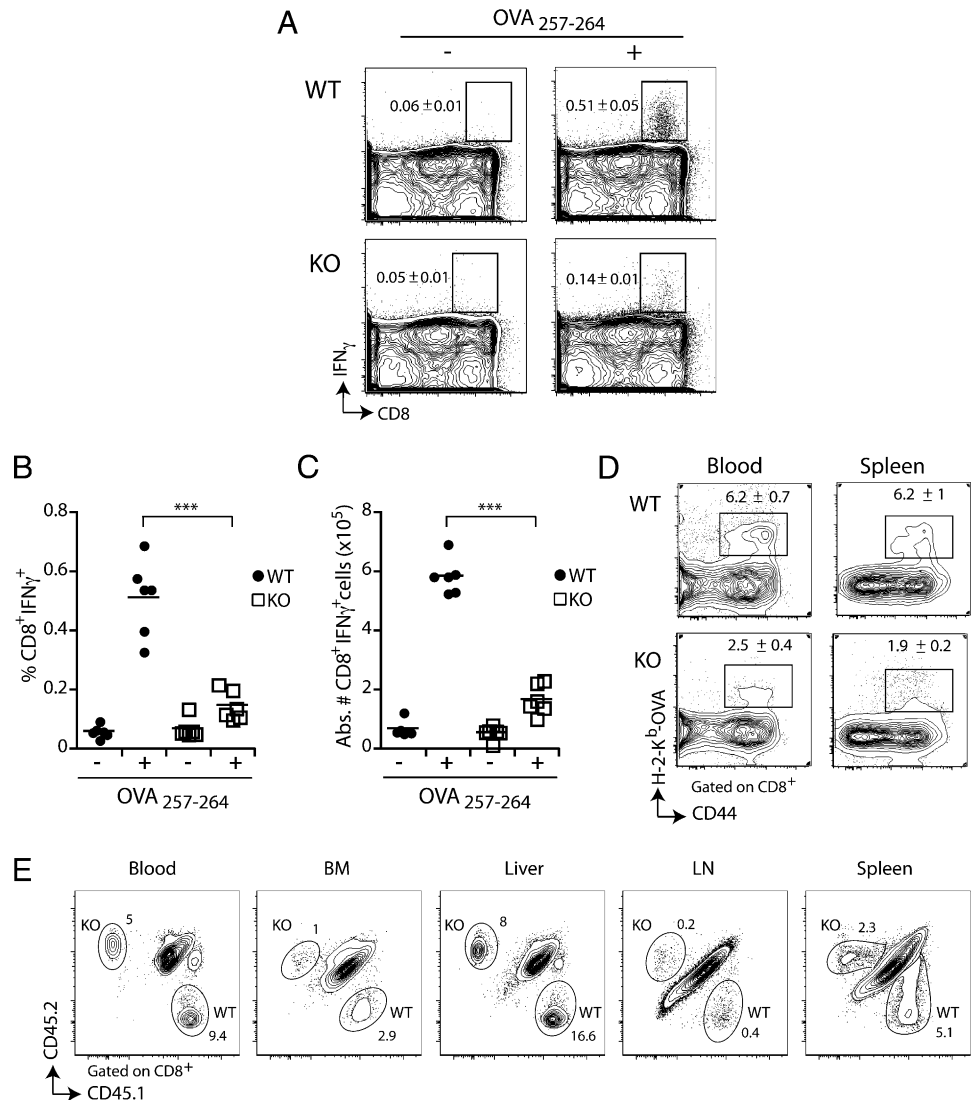 A
OVA 257-264
- +
WT
0.06 ±0.01 0.51 ±0.05
KO
0.05 ±0.01 0.14 ±0.01
IFNγ
CD8
B
0.8
0.6
0.4
0.2
0
% CD8+IFNγ+
***
WT
KO
- + - +
OVA 257-264
C
8
6
4
2
0
Abs. # CD8+IFNγ+cells (x10^5)
***
WT
KO
- + - +
OVA 257-264
D
Blood Spleen
WT
6.2 ± 0.7 6.2 ± 1
KO
2.5 ± 0.4 1.9 ± 0.2
H-2-K^b-OVA
Gated on CD8+
CD44
E
Blood BM Liver LN Spleen
KO 5 KO 1 KO 8 KO 0.2 KO 2.3
WT WT WT WT WT
9.4 2.9 16.6 0.4 5.1
CD45.2
Gated on CD8+
CD45.1